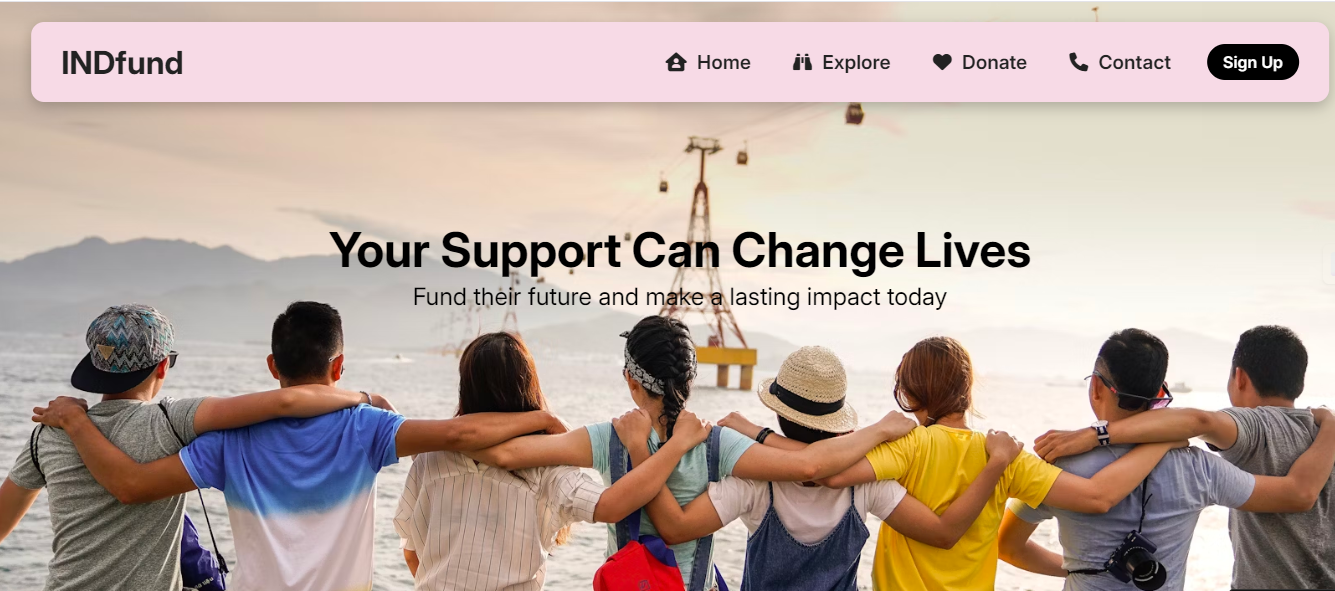 INDfund
Home Explore Donate Contact Sign Up
Your Support Can Change Lives
Fund their future and make a lasting impact today